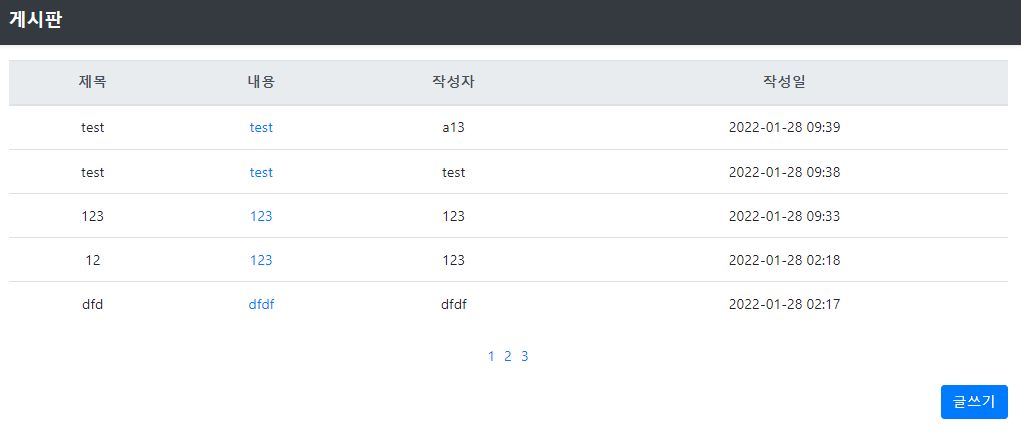 게시판
제목 내용 작성자 작성일
test test a13 2022-01-28 09:39
test test test 2022-01-28 09:38
123 123 123 2022-01-28 09:33
12 123 123 2022-01-28 02:18
dfd dfdf dfdf 2022-01-28 02:17
1 2 3
글쓰기